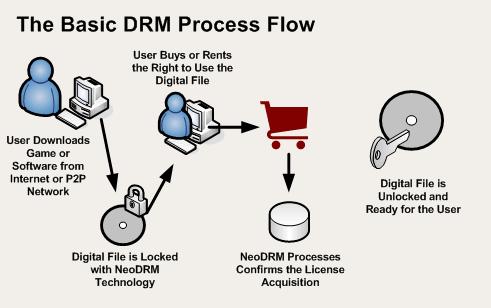 The Basic DRM Process Flow
User Downloads
Game or
Software from
Internet or P2P
Network
Digital File is Locked
with NeoDRM
Technology
User Buys or Rents
the Right to Use the
Digital File
NeoDRM Processes
Confirms the License
Acquisition
Digital File is
Unlocked and
Ready for the User